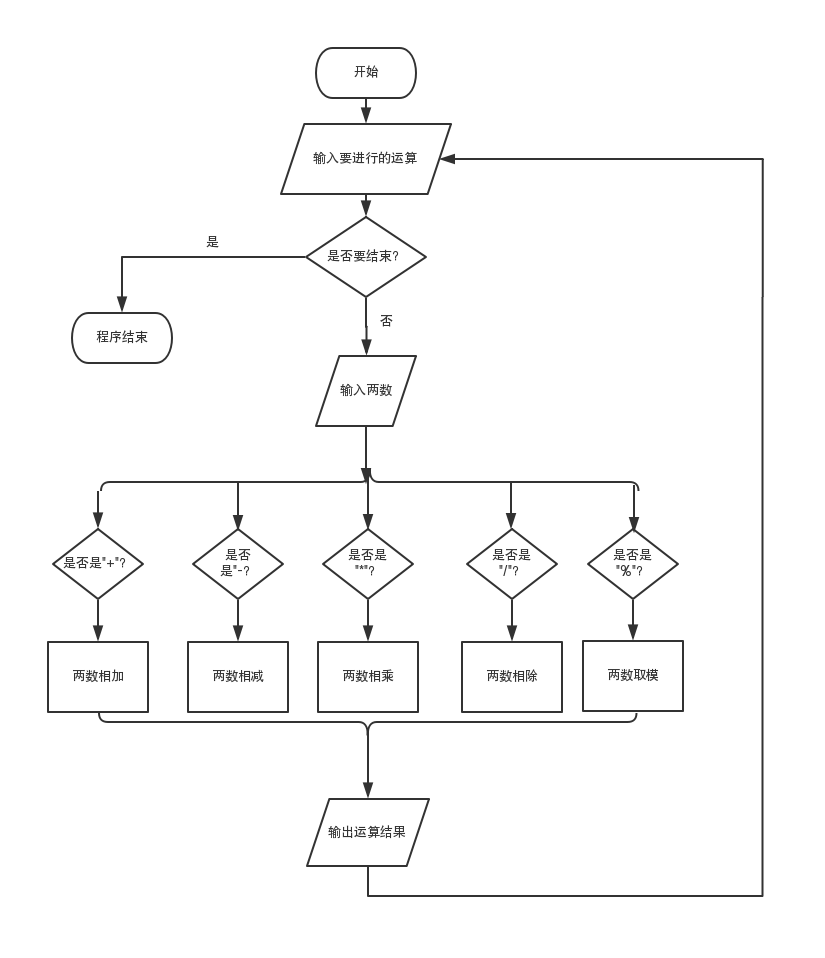 开始
输入要进行的运算
是否要结束?
是
程序结束
否
输入两数
是否是"+"?
是否
是"-?
是否是
"*"?
是否是
"/"?
是否是
"%"?
两数相加
两数相减
两数相乘
两数相除
两数取模
输出运算结果